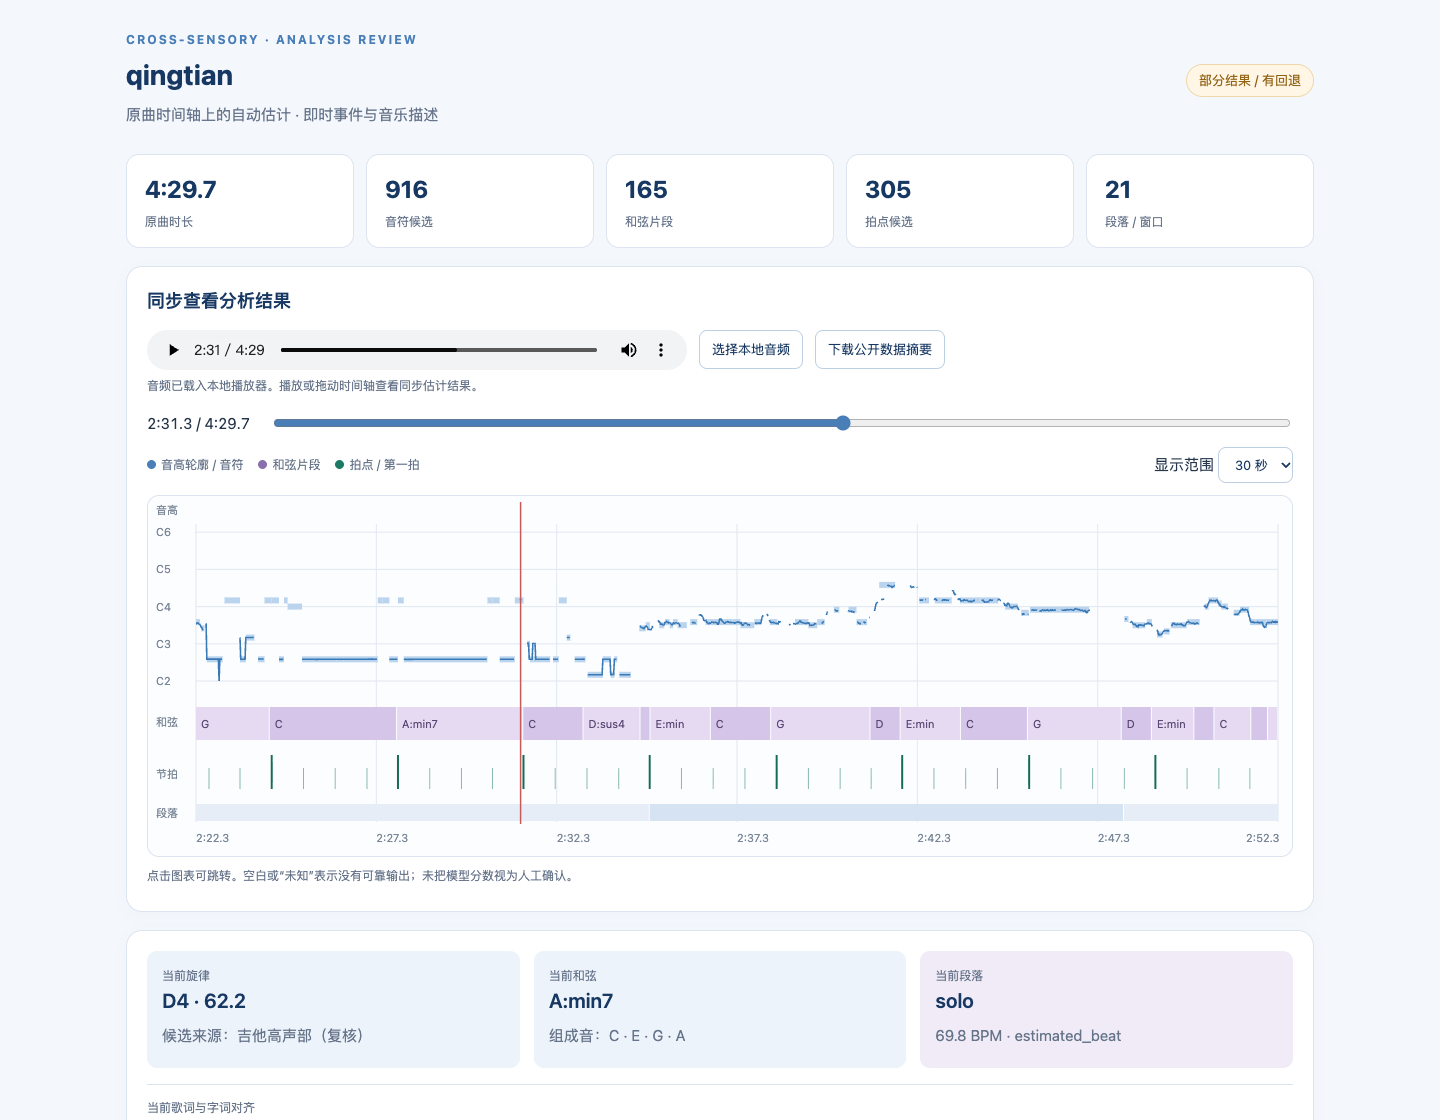 CROSS-SENSORY · ANALYSIS REVIEW
qingtian
部分结果 / 有回退
原曲时间轴上的自动估计 · 即时事件与音乐描述
4:29.7
原曲时长
916
音符候选
165
和弦片段
305
拍点候选
21
段落 / 窗口
同步查看分析结果
2:31 / 4:29
选择本地音频
下载公开数据摘要
音频已载入本地播放器。播放或拖动时间轴查看同步估计结果。
2:31.3 / 4:29.7
音高轮廓 / 音符
和弦片段
拍点 / 第一拍
显示范围
30 秒
音高
C6
C5
C4
C3
C2
和弦
G
C
A:min7
C
D:sus4
E:min
C
G
D
E:min
C
G
D
E:min
C
节拍
段落
2:22.3
2:27.3
2:32.3
2:37.3
2:42.3
2:47.3
2:52.3
点击图表可跳转。空白或“未知”表示没有可靠输出；未把模型分数视为人工确认。
当前旋律
D4 · 62.2
候选来源：吉他高声部（复核）
当前和弦
A:min7
组成音：C · E · G · A
当前段落
solo
69.8 BPM · estimated_beat
当前歌词与字词对齐